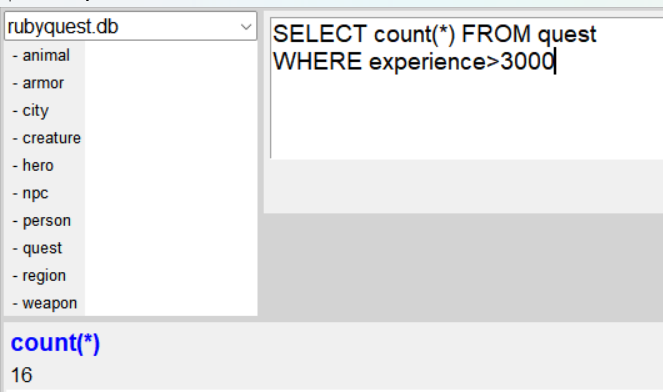 rubyquest.db
- animal
- armor
- city
- creature
- hero
- npc
- person
- quest
- region
- weapon
SELECT count(*) FROM quest
WHERE experience>3000
count(*)
16